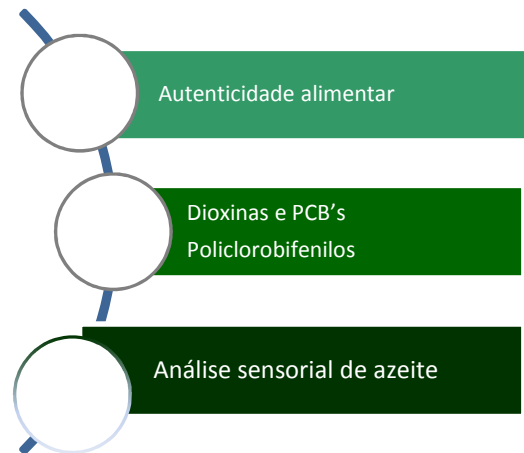 Autenticidade alimentar
Dioxinas e PCB’s
Policlorobifenilos
Análise sensorial de azeite